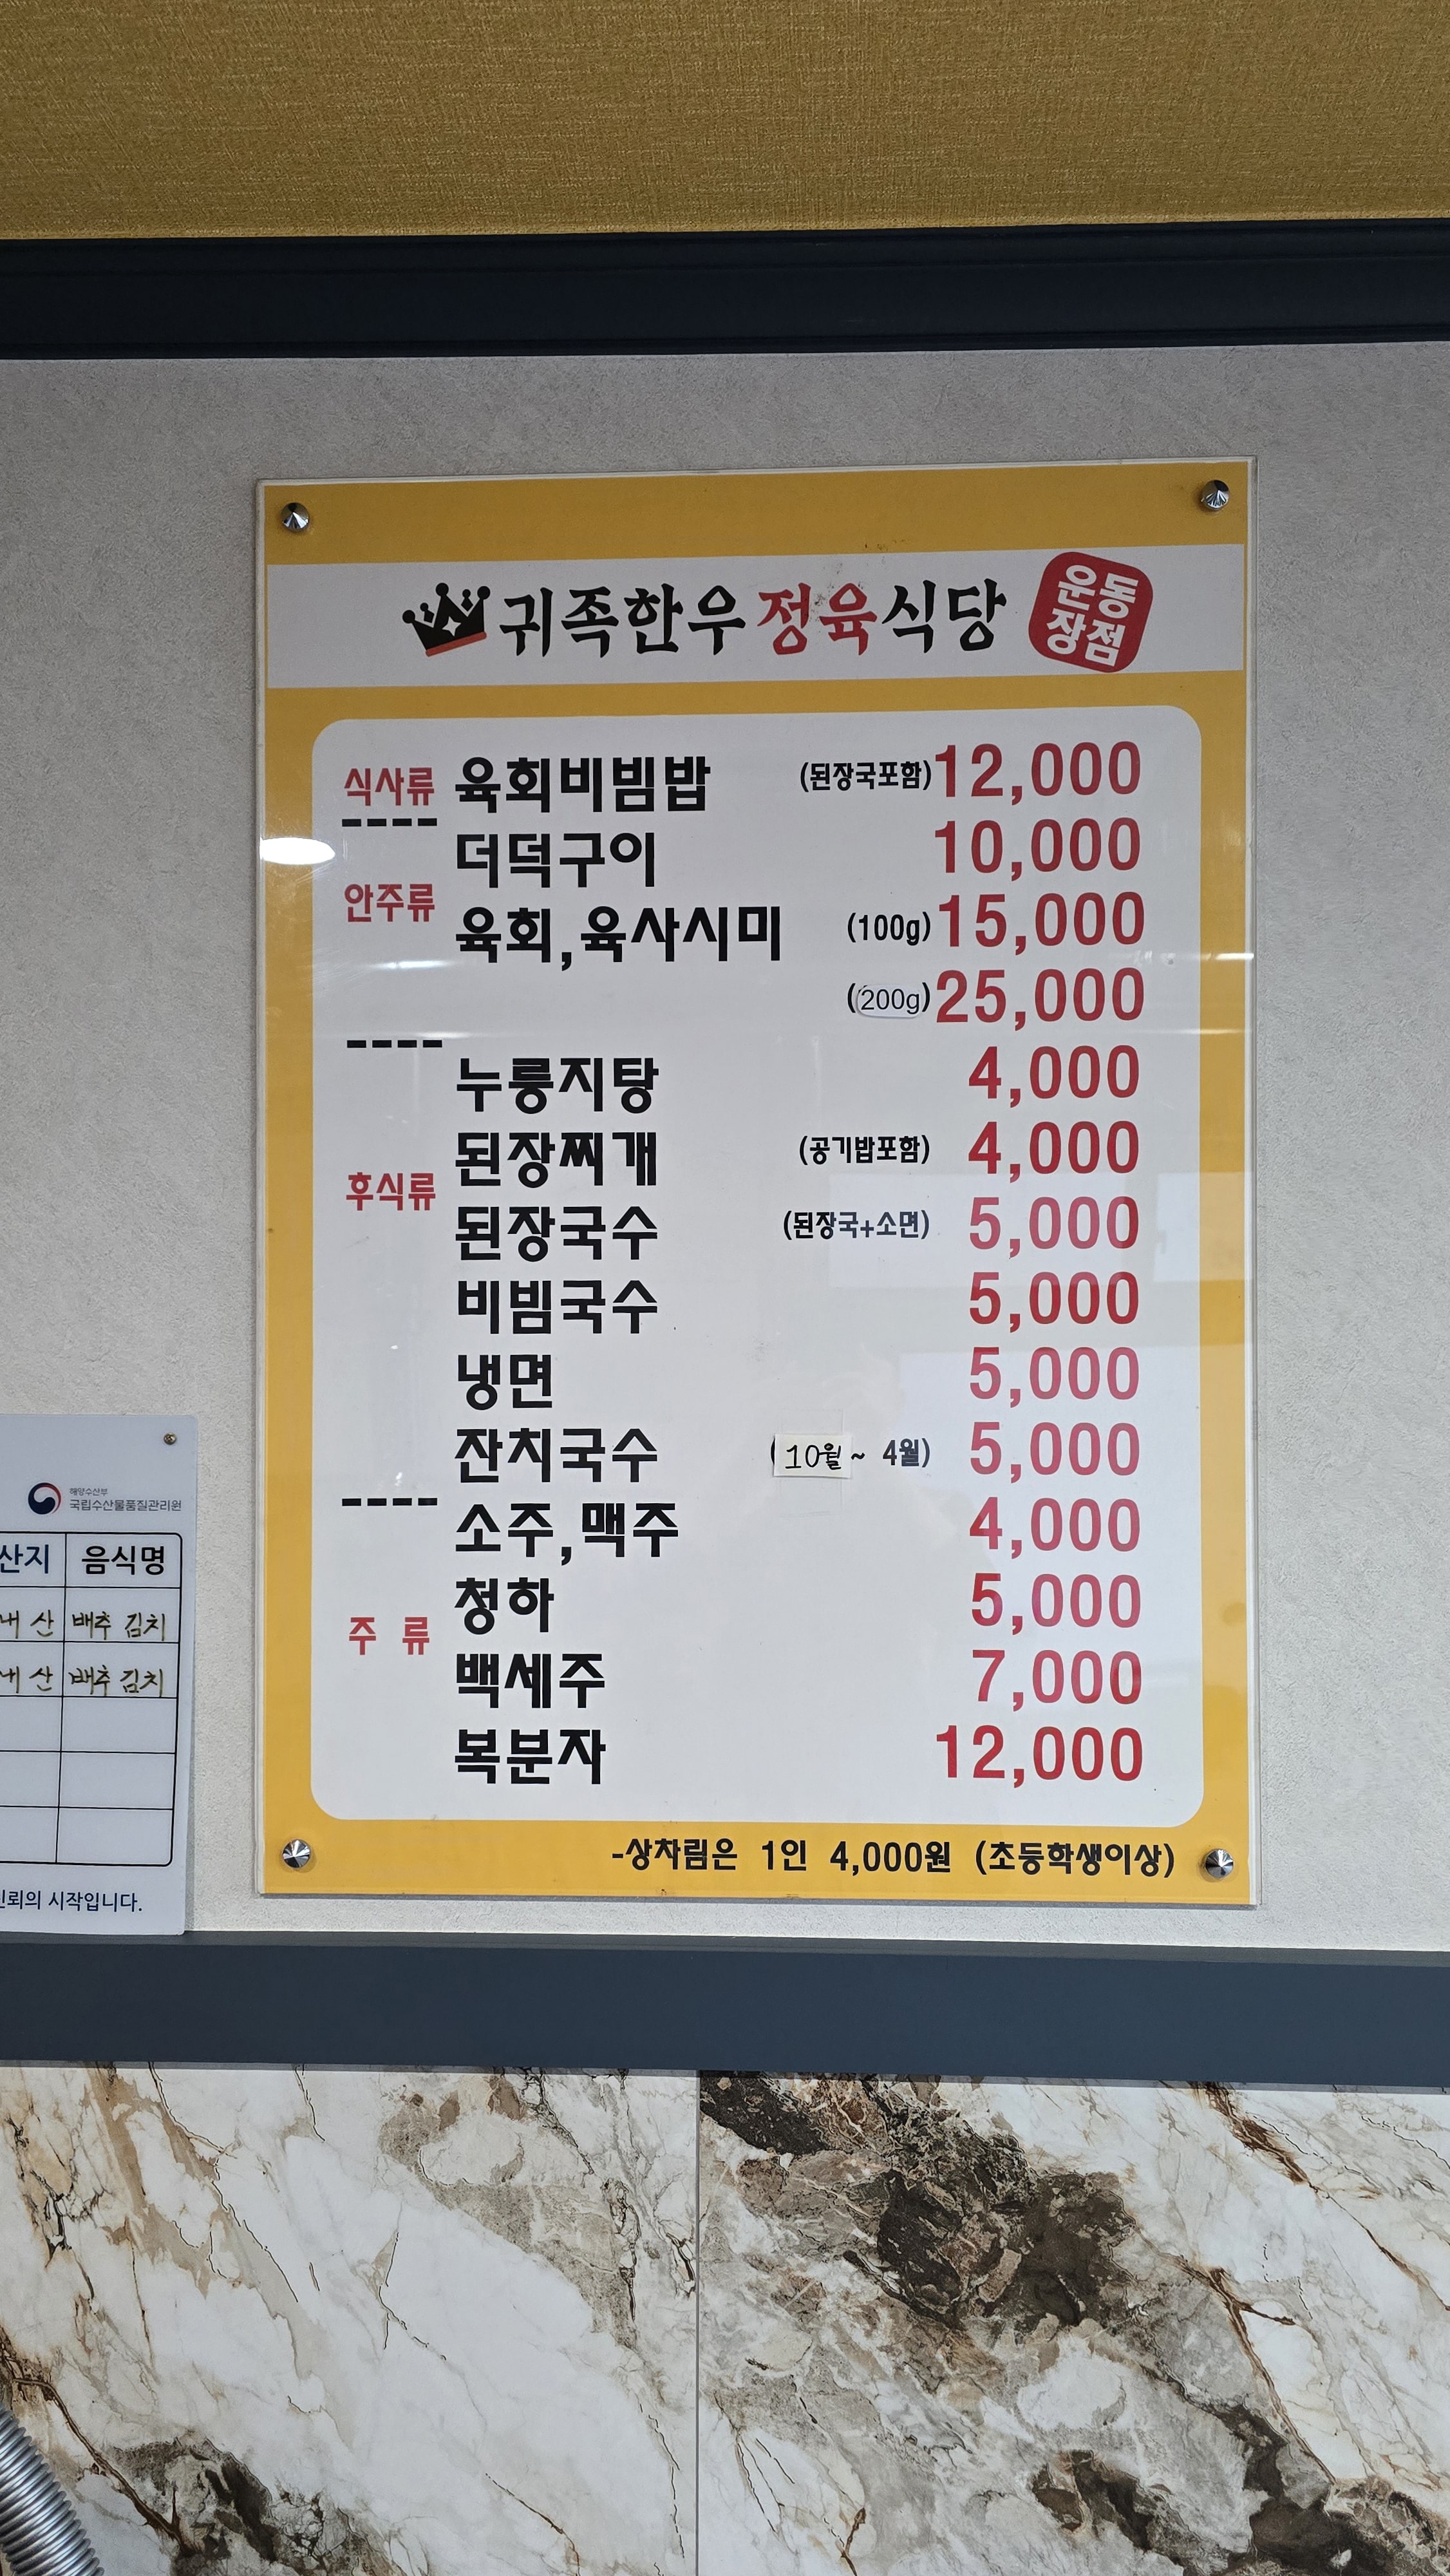 귀족한우정육식당 운동장점
식사류 육회비빔밥 (된장국포함) 12,000
더덕구이 10,000
안주류
육회,육사시미 (100g) 15,000
(200g) 25,000
누룽지탕 4,000
된장찌개 (공기밥포함) 4,000
후식류
된장국수 (된장국+소면) 5,000
비빔국수 5,000
냉면 5,000
잔치국수 (10월~ 4월) 5,000
소주,맥주 4,000
청하 5,000
주 류
백세주 7,000
복분자 12,000
-상차림은 1인 4,000원 (초등학생이상)
해양수산부
국립수산물품질관리원
산지 음식명
내 산 배추 김치
내 산 배추 김치
신뢰의 시작입니다.